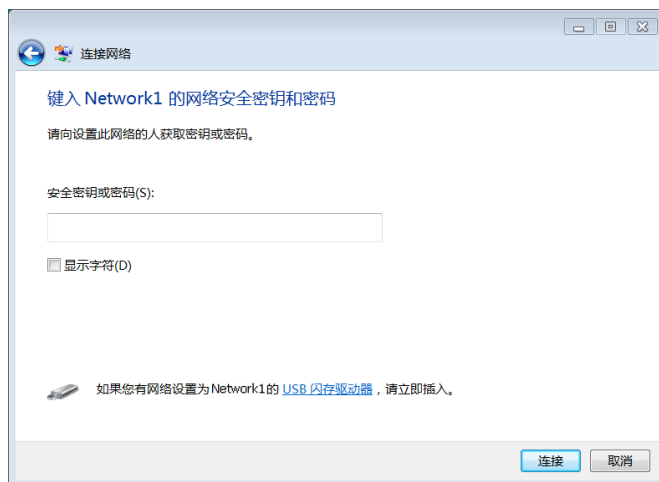 连接网络
键入 Network1 的网络安全密钥和密码
请向设置此网络的人获取密钥或密码。
安全密钥或密码(S):
显示字符(D)
如果您有网络设置为Network1的 USB 闪存驱动器，请立即插入。
连接 取消